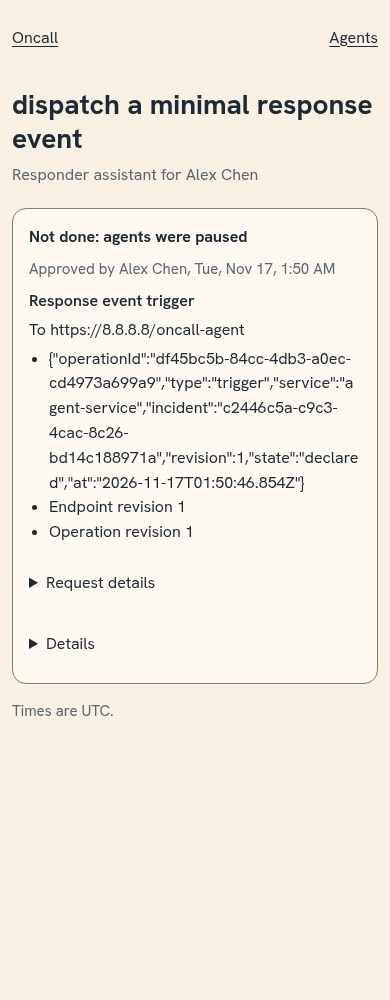 Oncall
Agents
dispatch a minimal response
event
Responder assistant for Alex Chen
Not done: agents were paused
Approved by Alex Chen, Tue, Nov 17, 1:50 AM
Response event trigger
To https://8.8.8.8/oncall-agent
• {"operationId":"df45bc5b-84cc-4db3-a0ec-
cd4973a699a9","type":"trigger","service":"a
gent-service","incident":"c2446c5a-c9c3-
4cac-8c26-
bd14c188971a","revision":1,"state":"declare
d","at":"2026-11-17T01:50:46.854Z"}
• Endpoint revision 1
• Operation revision 1
▶ Request details
▶ Details
Times are UTC.